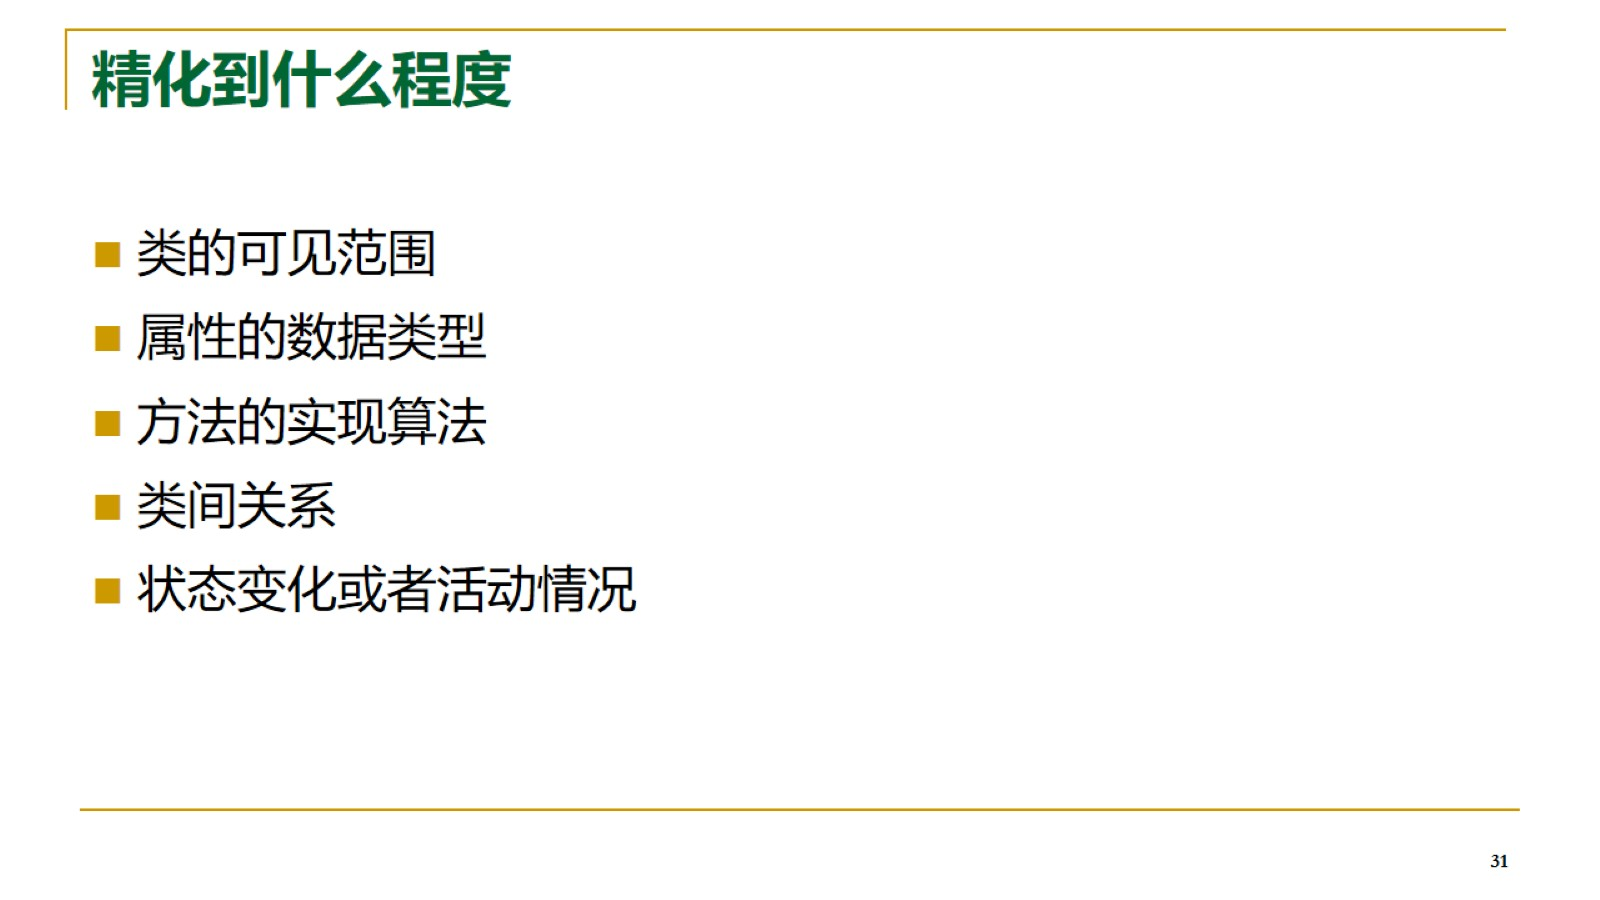 精化到什么程度
类的可见范围
属性的数据类型
方法的实现算法
类间关系
状态变化或者活动情况
31